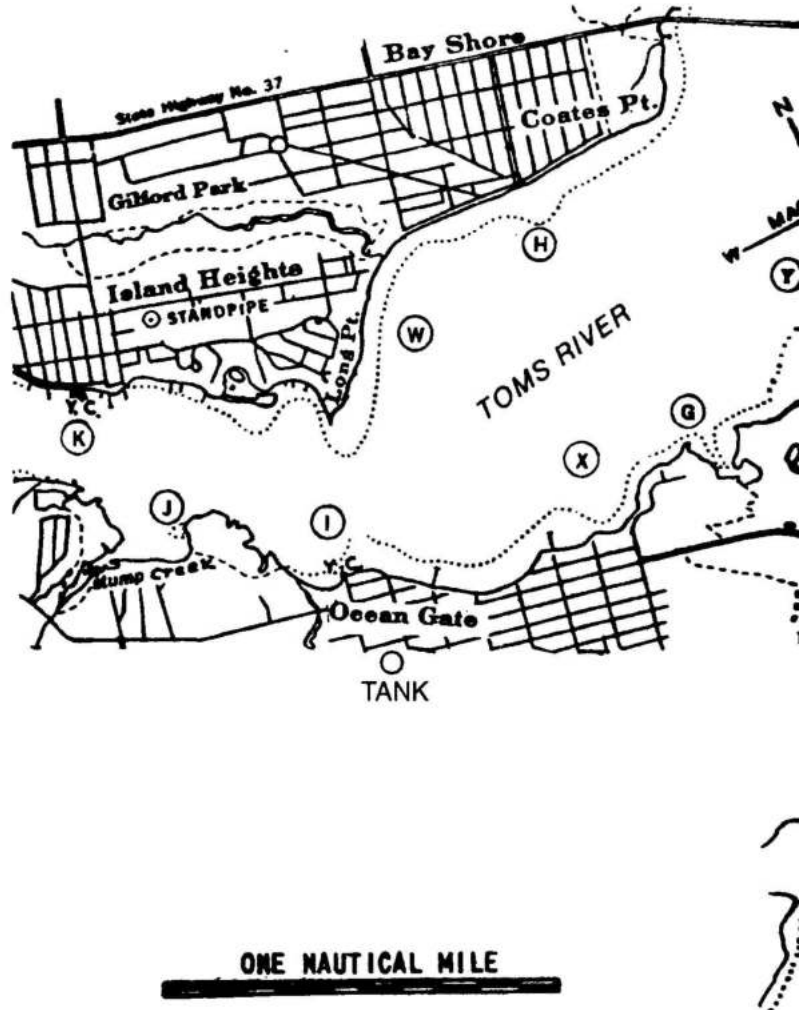 Bay Shore
State Highway No. 37
Coates Pt.
N
Gilford Park
H
W
Y
Island Heights
STANDPIPE
W
Long Pt.
TOMS RIVER
Y.C.
K
G
X
J
I
Y.C.
Stump Creek
Ocean Gate
TANK
ONE NAUTICAL MILE